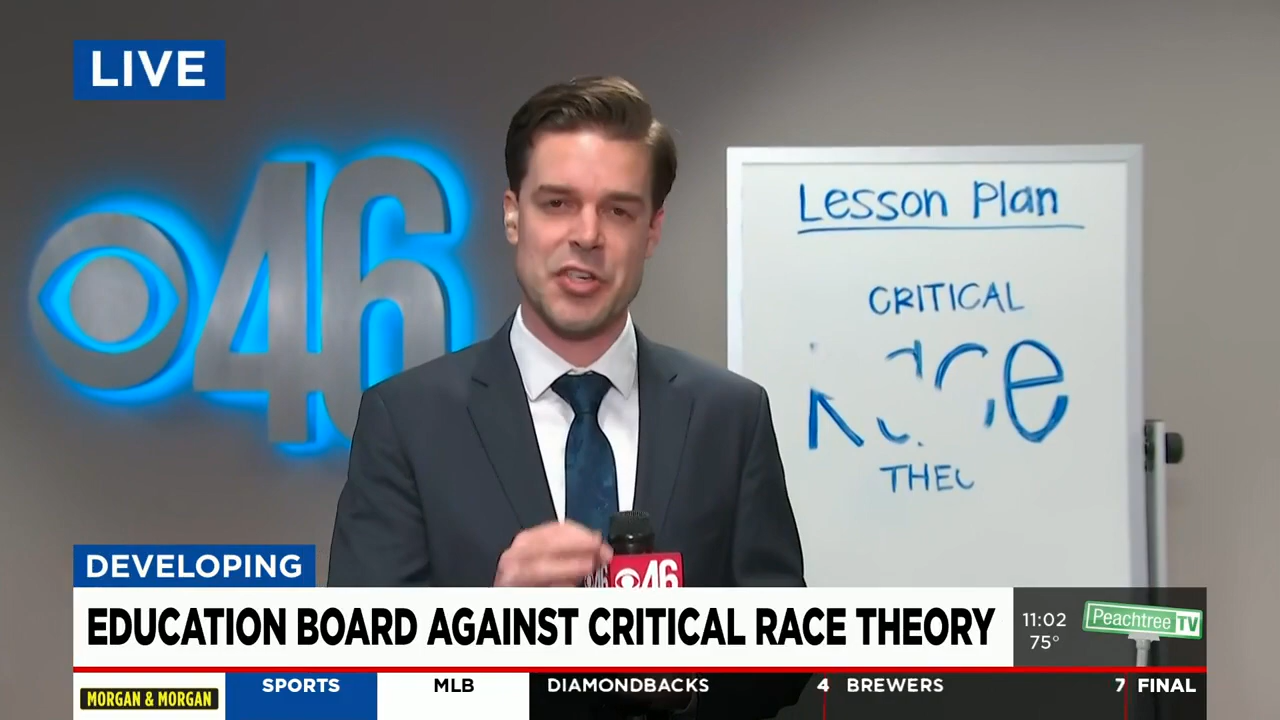 LIVE
46
Lesson Plan
CRITICAL
THE
46
46
DEVELOPING
EDUCATION BOARD AGAINST CRITICAL RACE THEORY
11:02
75°
Peachtree TV
MORGAN & MORGAN
SPORTS
MLB
DIAMONDBACKS 4 BREWERS 7 FINAL